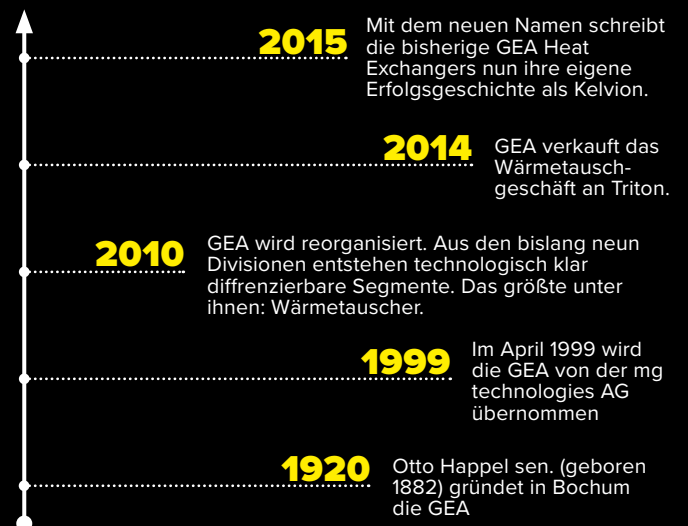 2015
Mit dem neuen Namen schreibt
die bisherige GEA Heat
Exchangers nun ihre eigene
Erfolgsgeschichte als Kelvion.
2014
GEA verkauft das
Wärmetausch-
geschäft an Triton.
2010
GEA wird reorganisiert. Aus den bislang neun
Divisionen entstehen technologisch klar
diffrenzierbare Segmente. Das größte unter
ihnen: Wärmetauscher.
1999
Im April 1999 wird
die GEA von der mg
technologies AG
übernommen
1920
Otto Happel sen. (geboren
1882) gründet in Bochum
die GEA